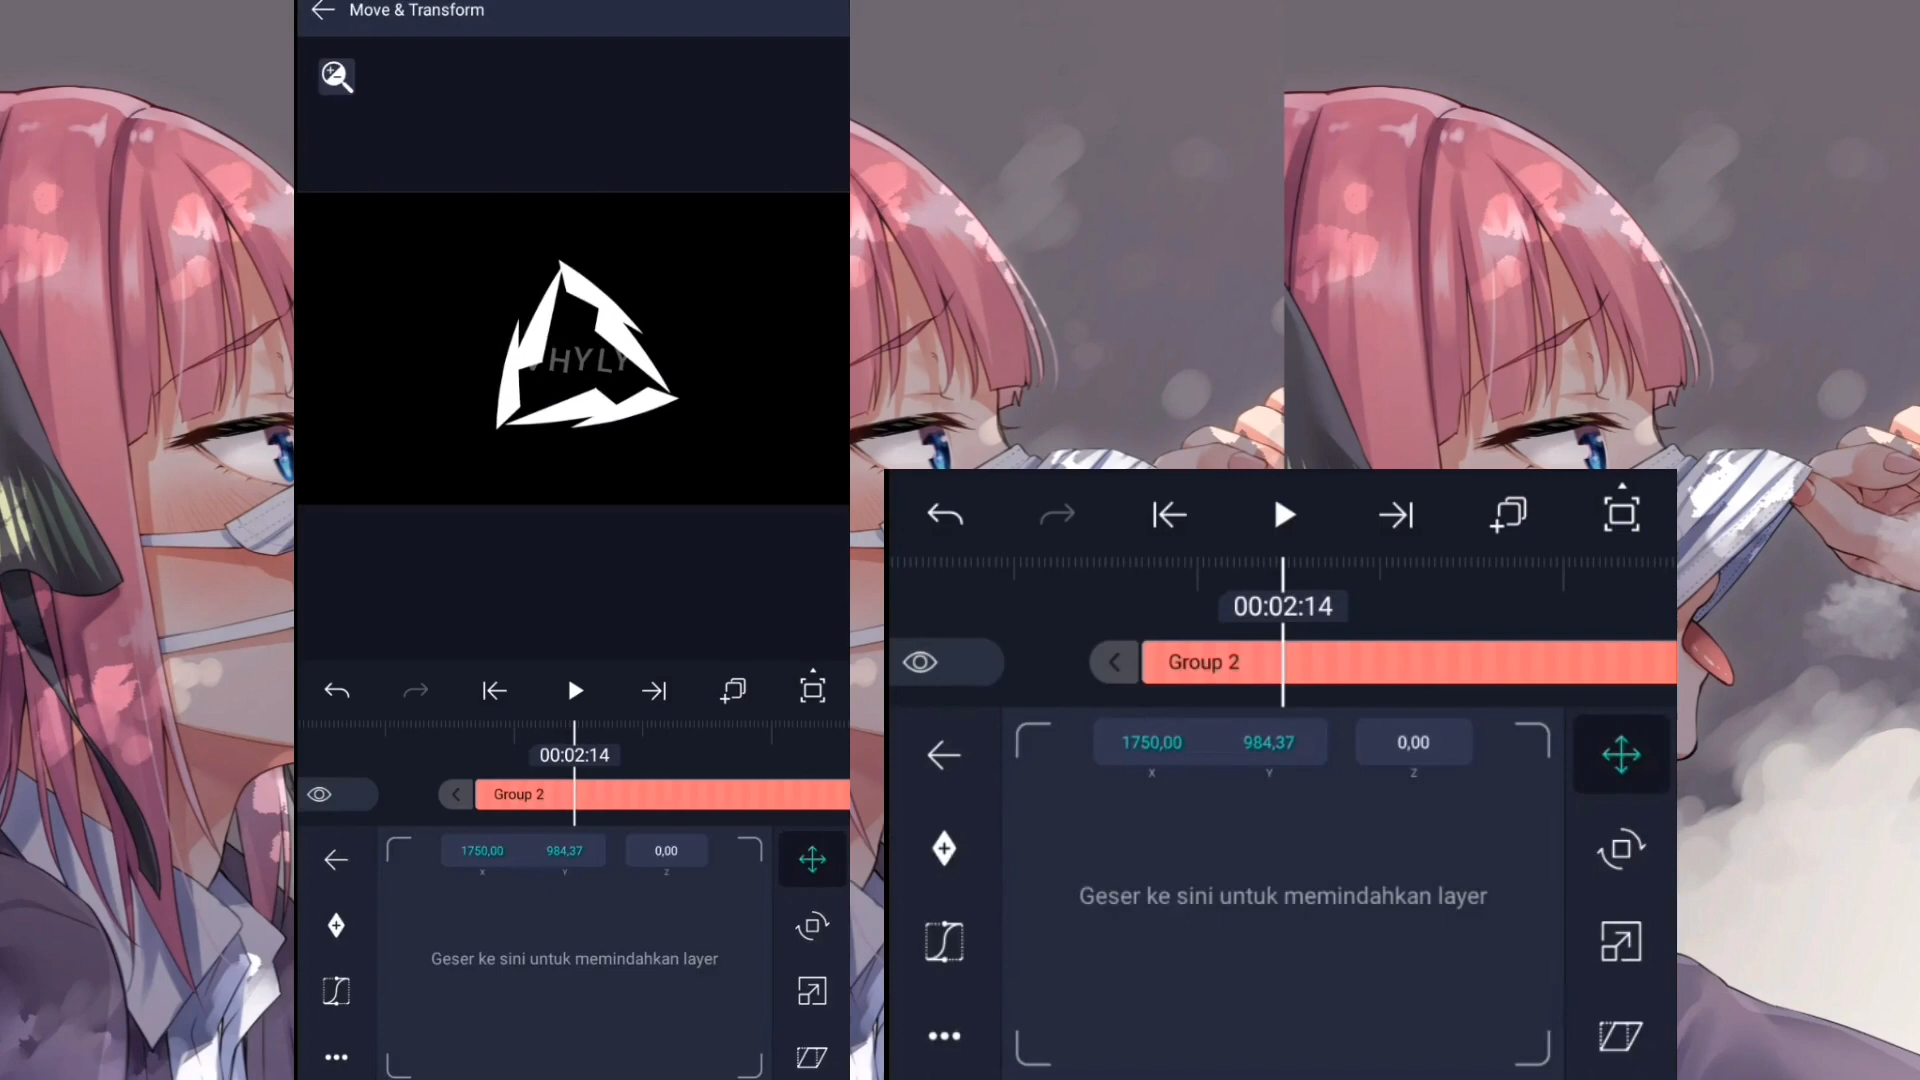 Move & Transform
HYLY
00:02:14
Group 2
1750,00 984,37 0,00
X Y Z
Geser ke sini untuk memindahkan layer
00:02:14
Group 2
1750,00 984,37 0,00
X Y Z
Geser ke sini untuk memindahkan layer